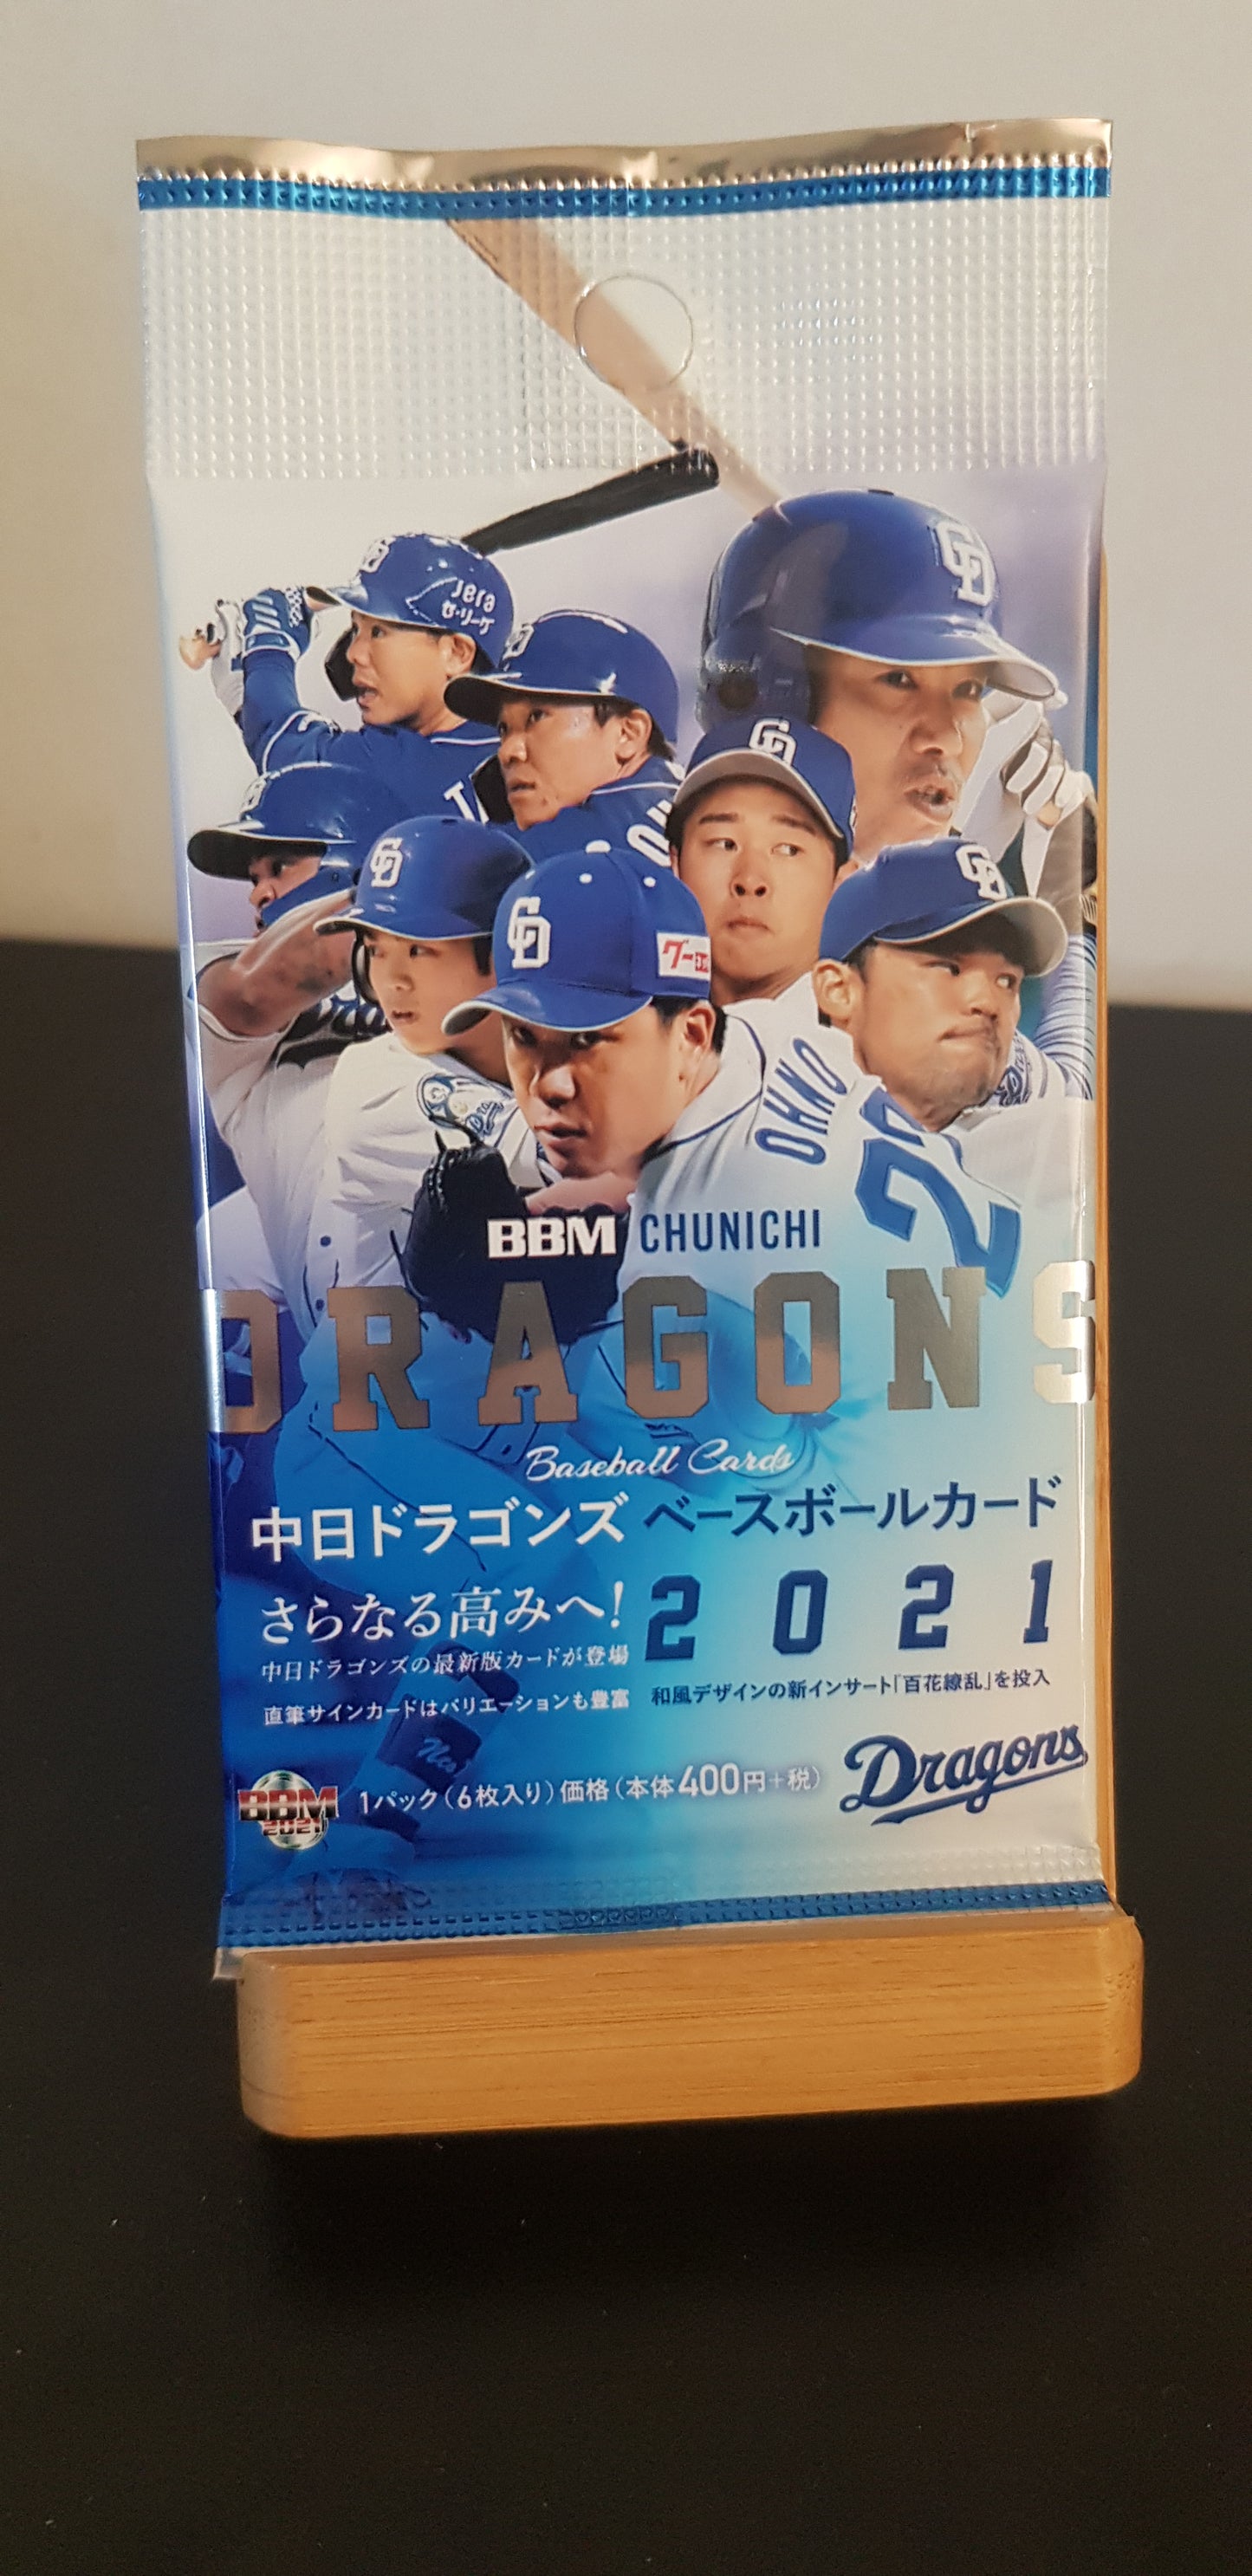 Jera
セ・リーグ
グー
OHNO
22
BBM CHUNICHI
DRAGONS
Baseball Cards
中日ドラゴンズ ベースボールカード
2021
さらなる高みへ!
中日ドラゴンズの最新版カードが登場
直筆サインカードはバリエーションも豊富
和風デザインの新インサート「百花繚乱」を投入
BBM
2021
1パック(6枚入り)価格(本体400円+税)
Dragons